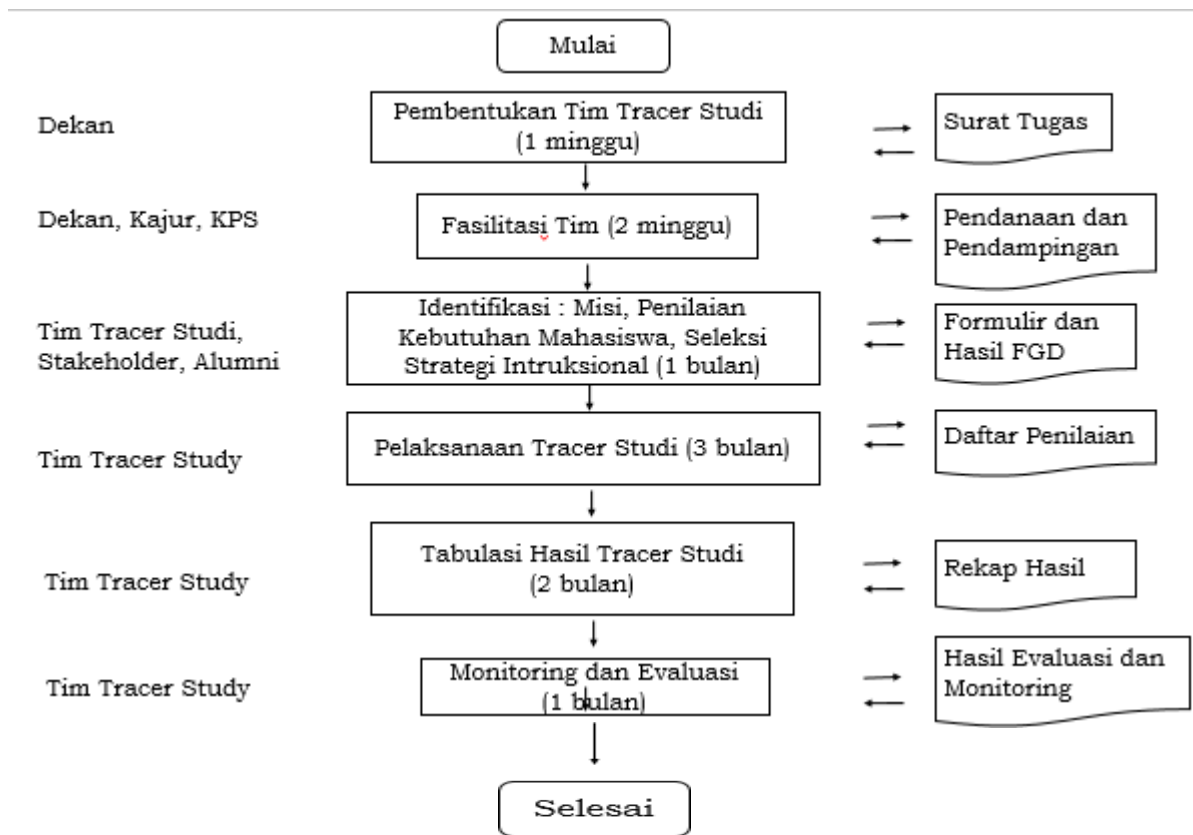 Mulai
Dekan
Pembentukan Tim Tracer Studi
(1 minggu)
Surat Tugas
Dekan, Kajur, KPS
Fasilitasi Tim (2 minggu)
Pendanaan dan
Pendampingan
Tim Tracer Studi,
Stakeholder, Alumni
Identifikasi : Misi, Penilaian
Kebutuhan Mahasiswa, Seleksi
Strategi Intruksional (1 bulan)
Formulir dan
Hasil FGD
Tim Tracer Study
Pelaksanaan Tracer Studi (3 bulan)
Daftar Penilaian
Tim Tracer Study
Tabulasi Hasil Tracer Studi
(2 bulan)
Rekap Hasil
Tim Tracer Study
Monitoring dan Evaluasi
(1 bulan)
Hasil Evaluasi dan
Monitoring
Selesai